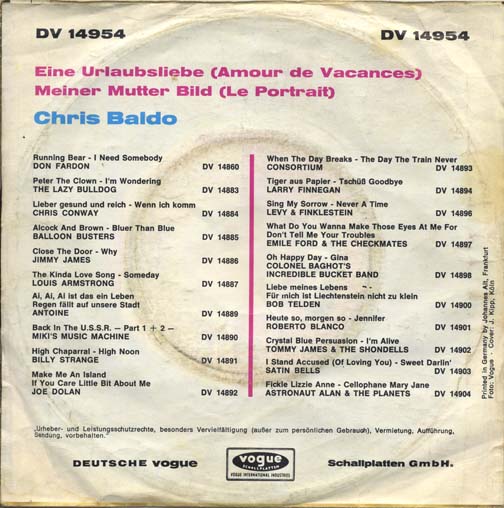 DV 14954
DV 14954
Eine Urlaubsliebe (Amour de Vacances)
Meiner Mutter Bild (Le Portrait)
Chris Baldo
Running Bear - I Need Somebody
DON FARDON DV 14860
Peter The Clown - I'm Wondering
THE LAZY BULLDOG DV 14883
Lieber gesund und reich - Wenn ich komm
CHRIS CONWAY DV 14884
Alcock And Brown - Bluer Than Blue
BALLOON BUSTERS DV 14885
Close The Door - Why
JIMMY JAMES DV 14886
The Kinda Love Song - Someday
LOUIS ARMSTRONG DV 14887
Ai, Ai, Ai ist das ein Leben
Regen fällt auf unsre Stadt
ANTOINE DV 14889
Back In The U.S.S.R. — Part 1 + 2 –
MIKI'S MUSIC MACHINE DV 14890
High Chaparral - High Noon
BILLY STRANGE DV 14891
Make Me An Island
If You Care Little Bit About Me
JOE DOLAN DV 14892
When The Day Breaks - The Day The Train Never
CONSORTIUM DV 14893
Tiger aus Papier - Tschüß Goodbye
LARRY FINNEGAN DV 14894
Sing My Sorrow - Never A Time
LEVY & FINKLESTEIN DV 14896
What Do You Wanna Make Those Eyes At Me For
Don't Tell Me Your Troubles
EMILE FORD & THE CHECKMATES DV 14897
Oh Happy Day - Gina
COLONEL BAGHOT'S
INCREDIBLE BUCKET BAND DV 14898
Liebe meines Lebens
Für mich ist Liechtenstein nicht zu klein
BOB TELDEN DV 14900
Heute so, morgen so - Jennifer
ROBERTO BLANCO DV 14901
Crystal Blue Persuation - I'm Alive
TOMMY JAMES & THE SHONDELLS DV 14902
I Stand Accused (Of Loving You) - Sweet Darlin'
SATIN BELLS DV 14903
Fickle Lizzie Anne - Cellophane Mary Jane
ASTRONAUT ALAN & THE PLANETS DV 14904
Printed in Germany by Johannes Alt, Frankfurt
Foto: Vogue · Cover: J. Kipp, Köln
„Urheber- und Leistungsschutzrechte, besonders Vervielfältigung (außer zum persönlichen Gebrauch), Vermietung, Aufführung,
Sendung, vorbehalten."
DEUTSCHE vogue
vogue
SCHALLPLATTEN
VOGUE INTERNATIONAL INDUSTRIES
Schallplatten GmbH.